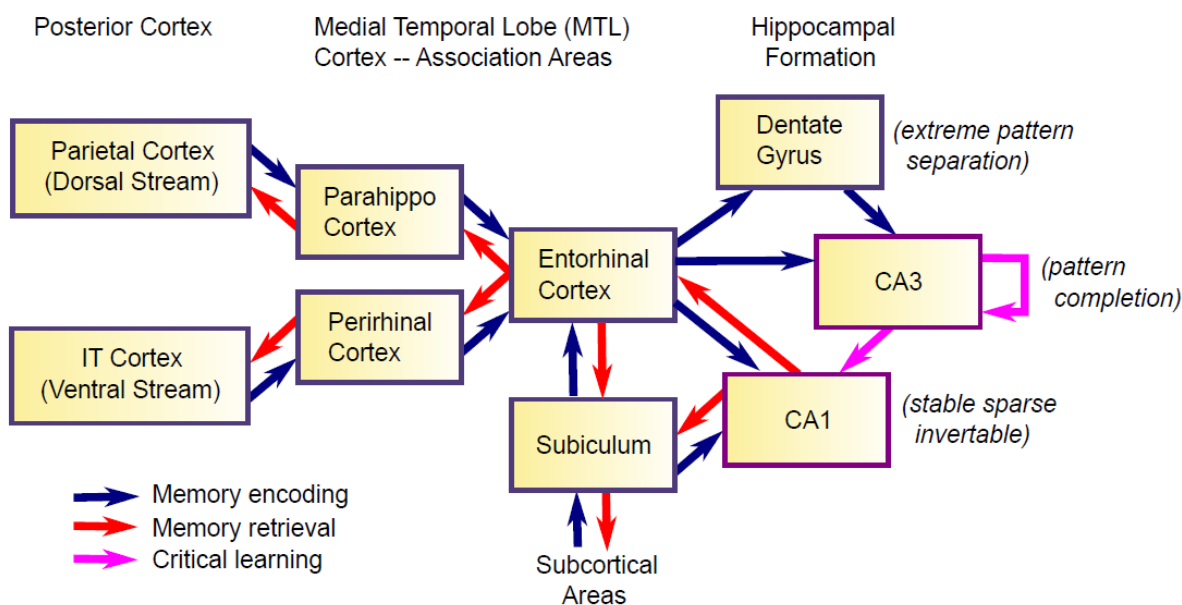 Posterior Cortex
Medial Temporal Lobe (MTL)
Cortex -- Association Areas
Hippocampal
Formation
Parietal Cortex
(Dorsal Stream)
Parahippo
Cortex
Entorhinal
Cortex
Dentate
Gyrus
(extreme pattern
separation)
CA3
(pattern
completion)
IT Cortex
(Ventral Stream)
Perirhinal
Cortex
Subiculum
CA1
(stable sparse
invertable)
Memory encoding
Memory retrieval
Critical learning
Subcortical
Areas